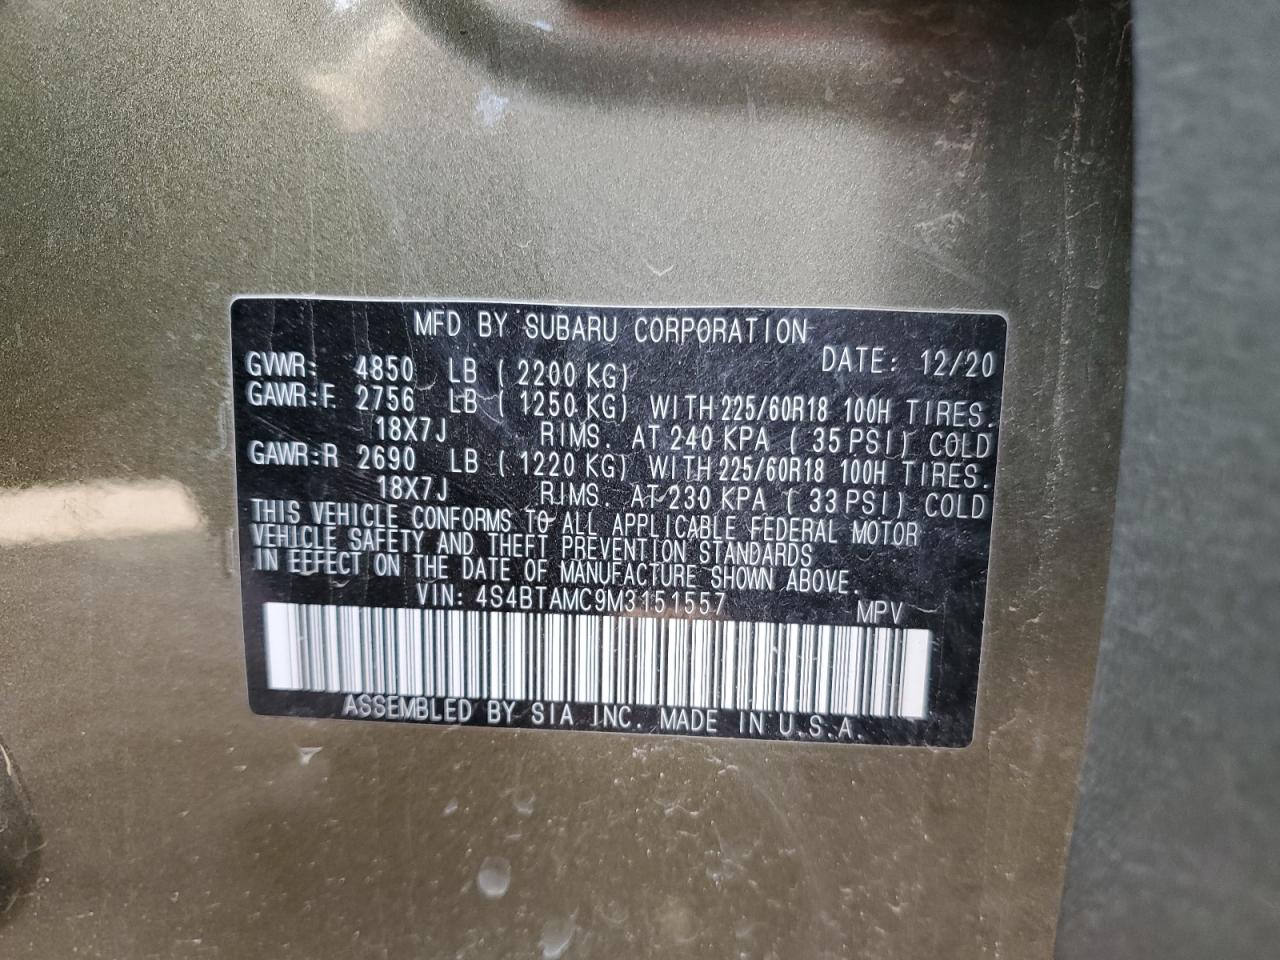 MFD BY SUBARU CORPORATION
DATE: 12/20
GVWR: 4850 LB ( 2200 KG)
GAWR:F. 2756 LB ( 1250 KG) WITH 225/60R18 100H TIRES.
18X7J RIMS. AT 240 KPA ( 35 PSI) COLD
GAWR:R 2690 LB ( 1220 KG) WITH 225/60R18 100H TIRES.
18X7J RIMS. AT 230 KPA ( 33 PSI) COLD
THIS VEHICLE CONFORMS TO ALL APPLICABLE FEDERAL MOTOR
VEHICLE SAFETY AND THEFT PREVENTION STANDARDS
IN EFFECT ON THE DATE OF MANUFACTURE SHOWN ABOVE.
VIN: 4S4BTAMC9M3151557 MPV
ASSEMBLED BY SIA INC. MADE IN U.S.A.